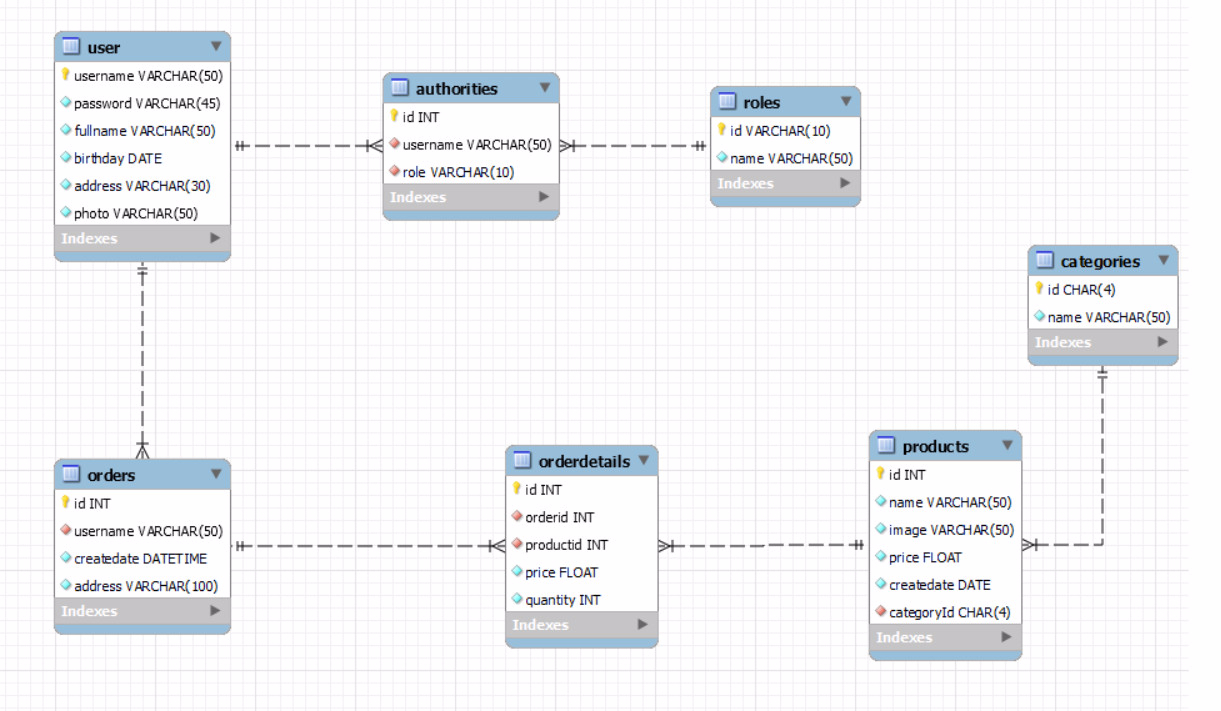 user
username VARCHAR(50)
password VARCHAR(45)
fullname VARCHAR(50)
birthday DATE
address VARCHAR(30)
photo VARCHAR(50)
Indexes
authorities
id INT
username VARCHAR(50)
role VARCHAR(10)
Indexes
roles
id VARCHAR(10)
name VARCHAR(50)
Indexes
categories
id CHAR(4)
name VARCHAR(50)
Indexes
orders
id INT
username VARCHAR(50)
createdate DATETIME
address VARCHAR(100)
Indexes
orderdetails
id INT
orderid INT
productid INT
price FLOAT
quantity INT
Indexes
products
id INT
name VARCHAR(50)
image VARCHAR(50)
price FLOAT
createdate DATE
categoryId CHAR(4)
Indexes